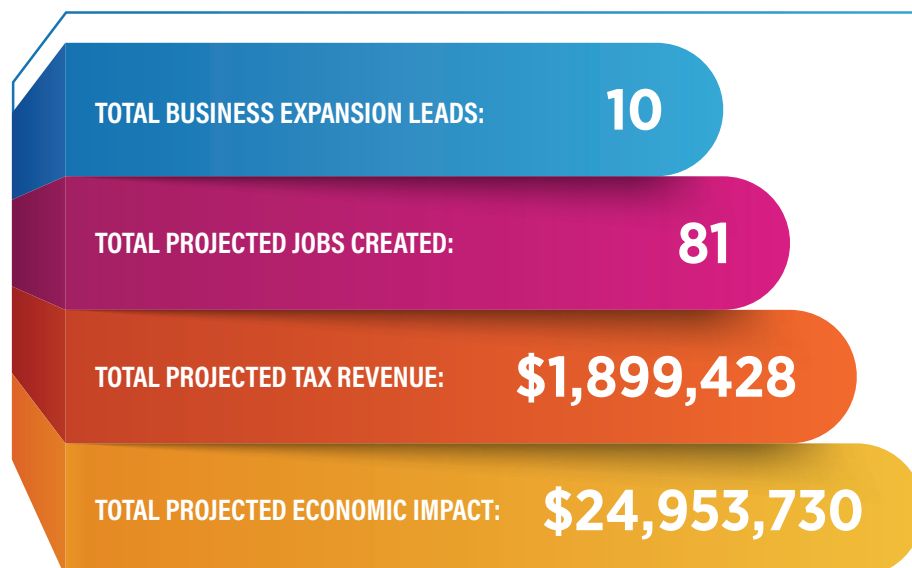 TOTAL BUSINESS EXPANSION LEADS: 10
TOTAL PROJECTED JOBS CREATED: 81
TOTAL PROJECTED TAX REVENUE: $1,899,428
TOTAL PROJECTED ECONOMIC IMPACT: $24,953,730